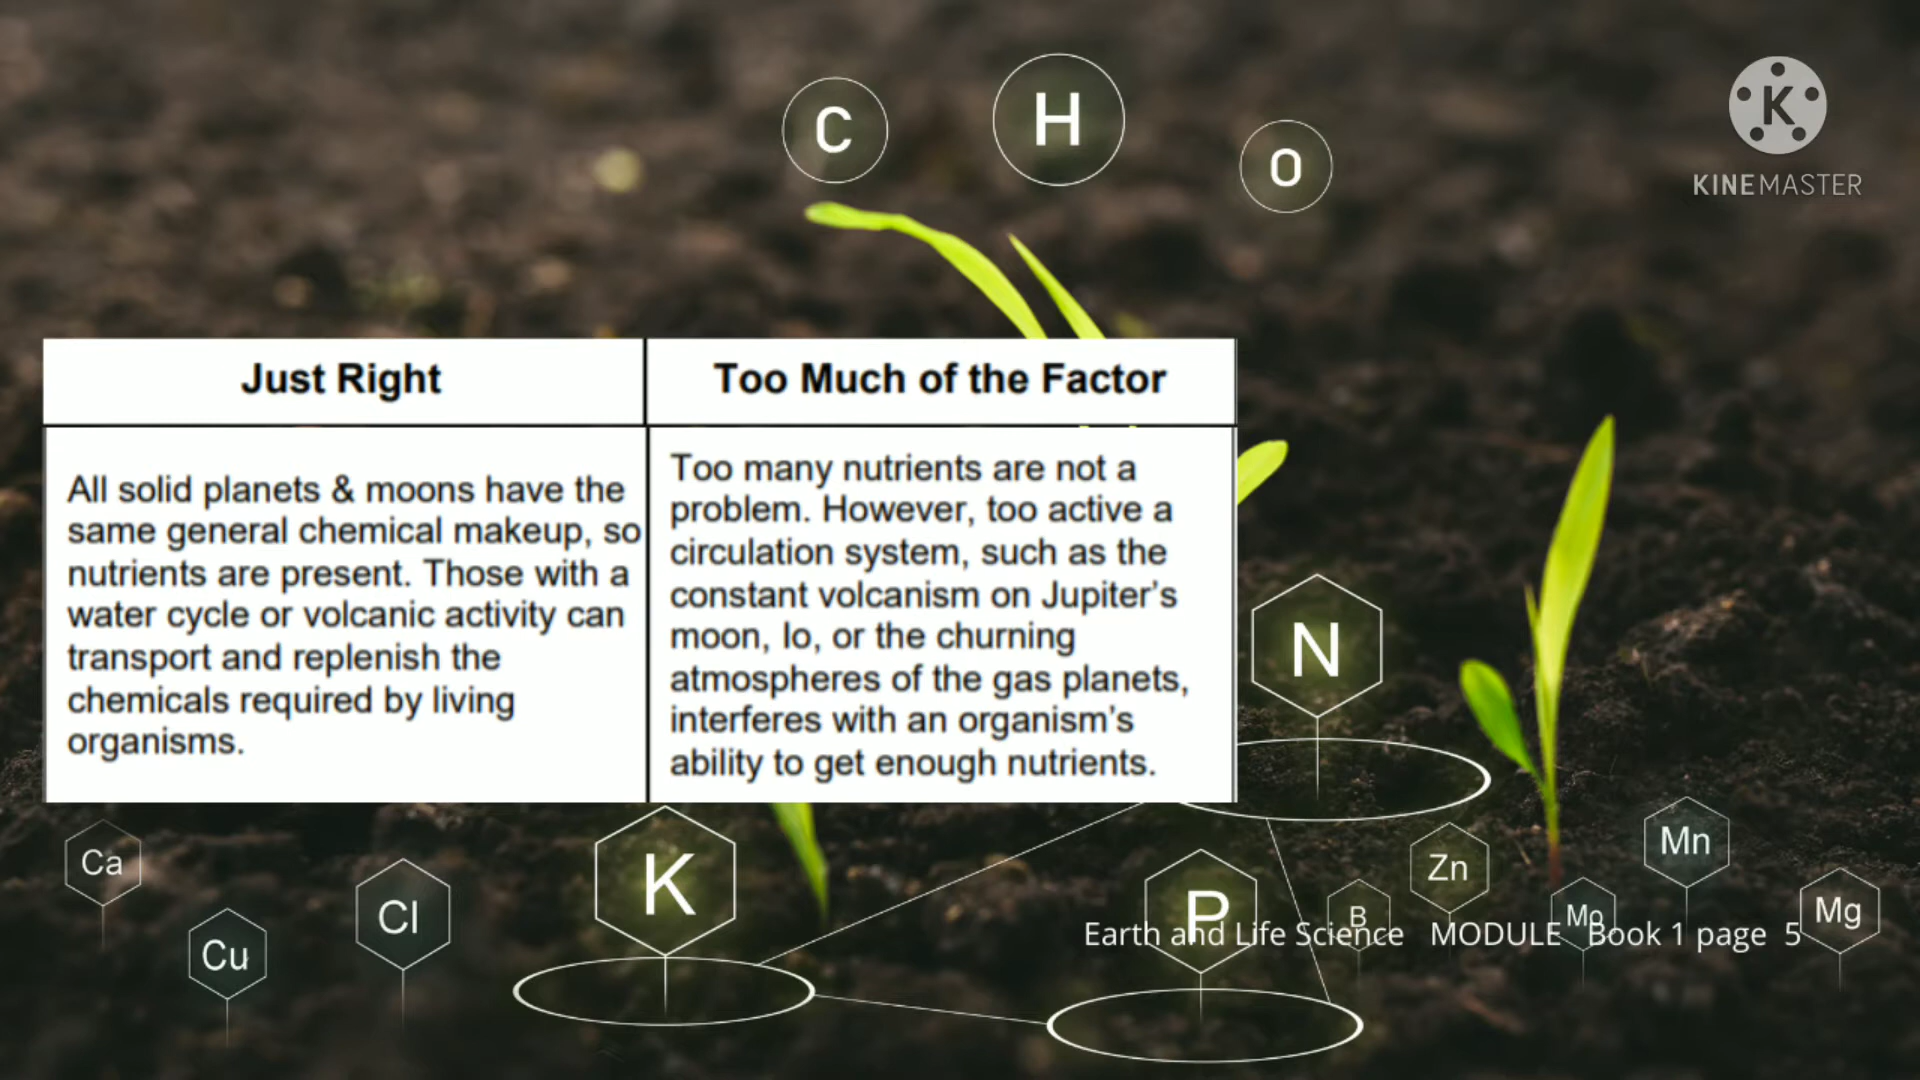 C
H
O
K
KINEMASTER
Just Right
Too Much of the Factor
All solid planets & moons have the
same general chemical makeup, so
nutrients are present. Those with a
water cycle or volcanic activity can
transport and replenish the
chemicals required by living
organisms.
Too many nutrients are not a
problem. However, too active a
circulation system, such as the
constant volcanism on Jupiter's
moon, Io, or the churning
atmospheres of the gas planets,
interferes with an organism's
ability to get enough nutrients.
N
Ca
Cu
Cl
K
P
B
Zn
Mo
Mn
Mg
Earth and Life Science MODULE Book 1 page 5